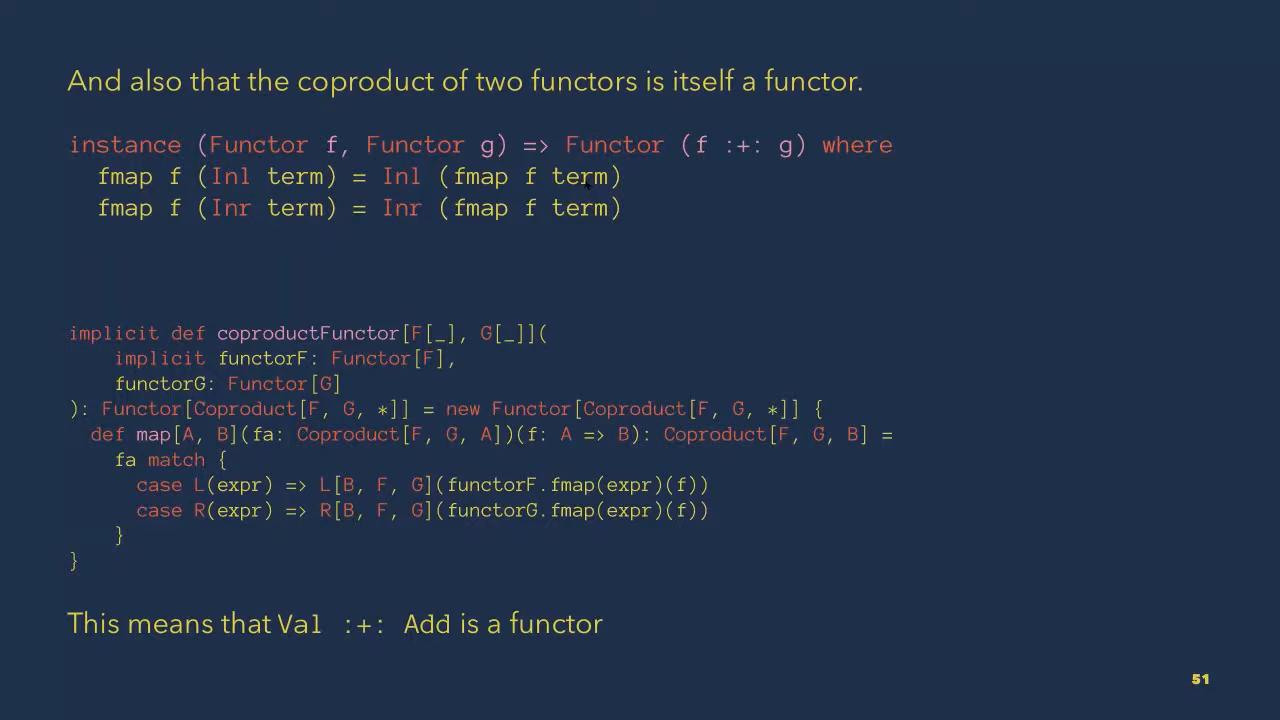 And also that the coproduct of two functors is itself a functor.
instance (Functor f, Functor g) => Functor (f :+: g) where
  fmap f (Inl term) = Inl (fmap f term)
  fmap f (Inr term) = Inr (fmap f term)
implicit def coproductFunctor[F[_], G[_]](
    implicit functorF: Functor[F],
    functorG: Functor[G]
): Functor[Coproduct[F, G, *]] = new Functor[Coproduct[F, G, *]] {
  def map[A, B](fa: Coproduct[F, G, A])(f: A => B): Coproduct[F, G, B] =
    fa match {
      case L(expr) => L[B, F, G](functorF.fmap(expr)(f))
      case R(expr) => R[B, F, G](functorG.fmap(expr)(f))
    }
}
This means that Val :+: Add is a functor
51